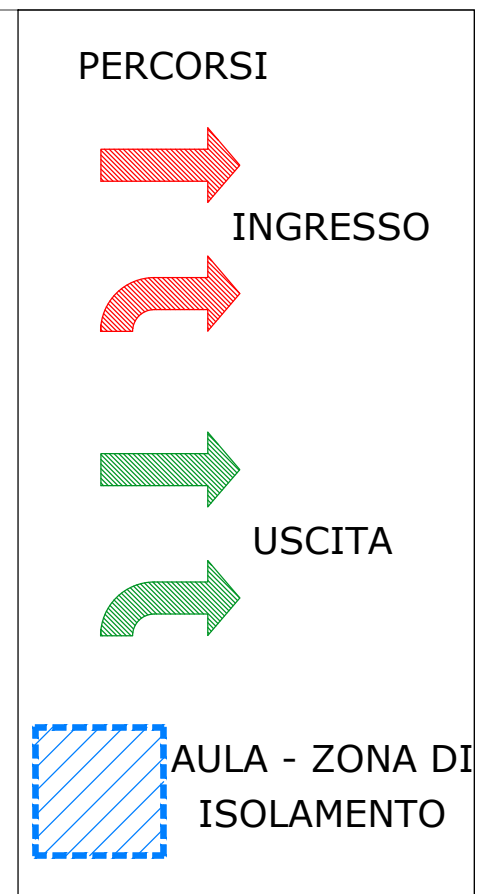 PERCORSI
INGRESSO
USCITA
AULA - ZONA DI
ISOLAMENTO